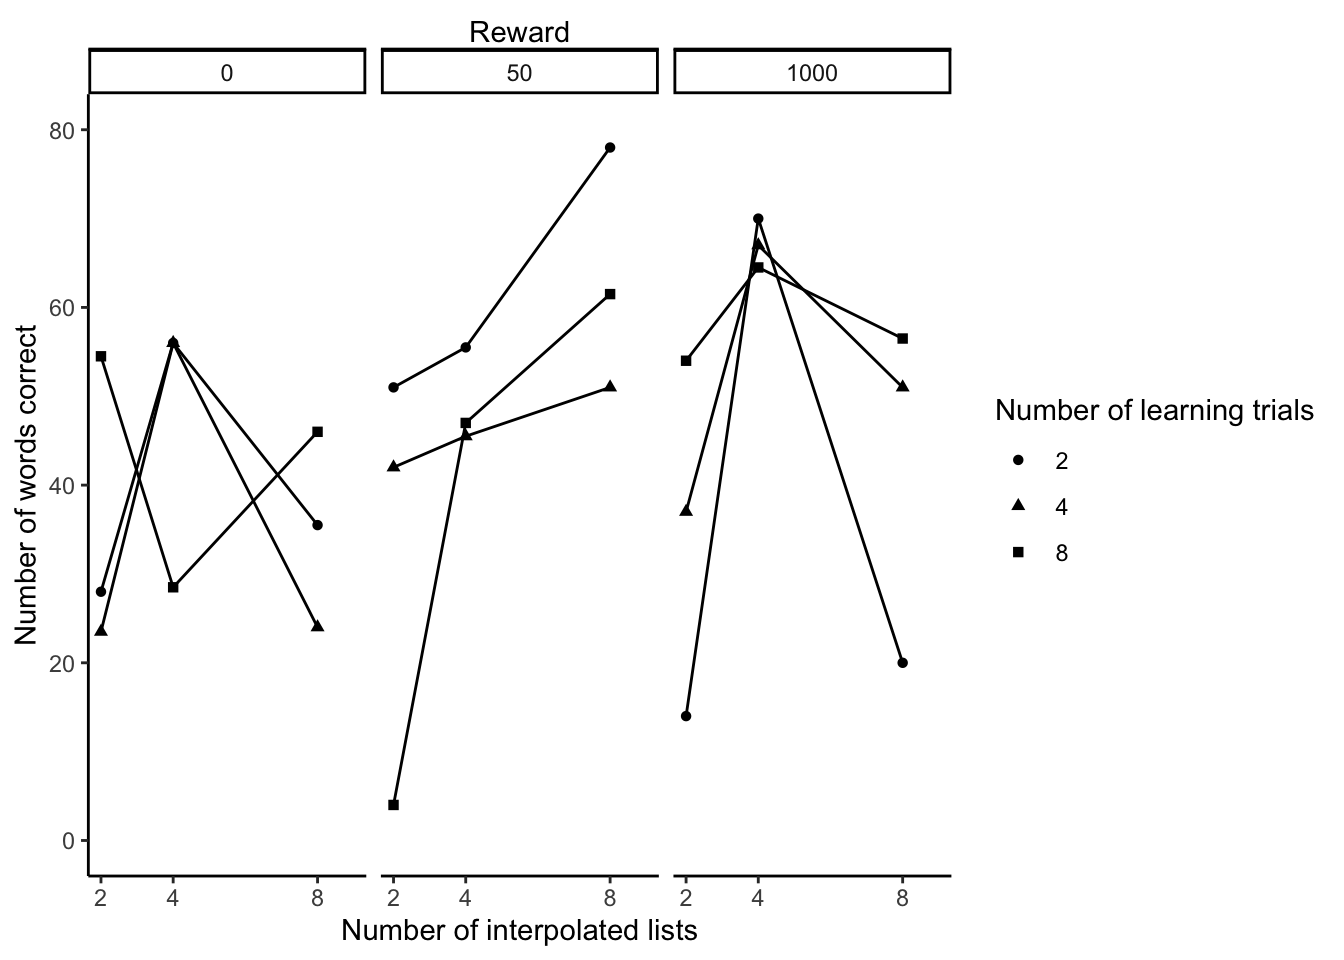 Reward
0 50 1000
80
60
40
20
0
Number of words correct
2 4 8 2 4 8 2 4 8
Number of interpolated lists
Number of learning trials
2
4
8